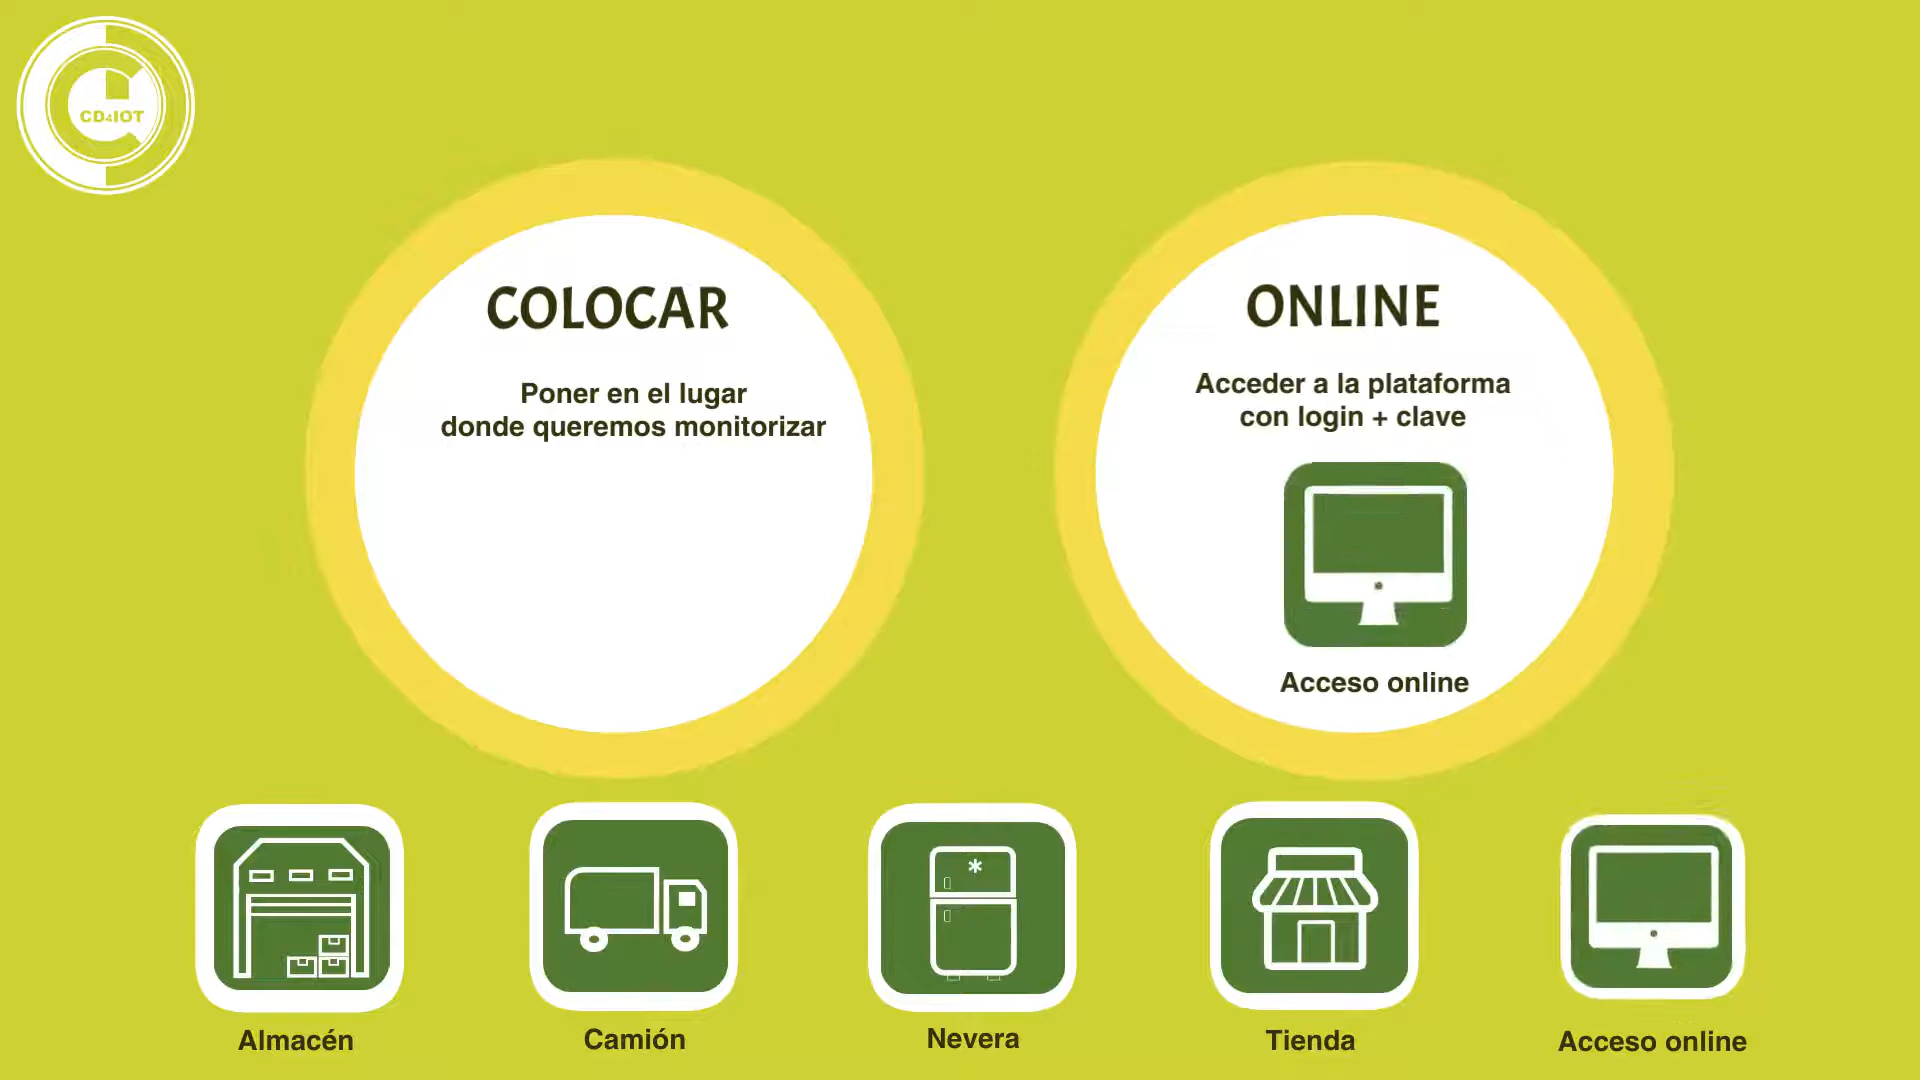 CD4IOT
COLOCAR
Poner en el lugar
donde queremos monitorizar
ONLINE
Acceder a la plataforma
con login + clave
Acceso online
Almacén
Camión
Nevera
Tienda
Acceso online